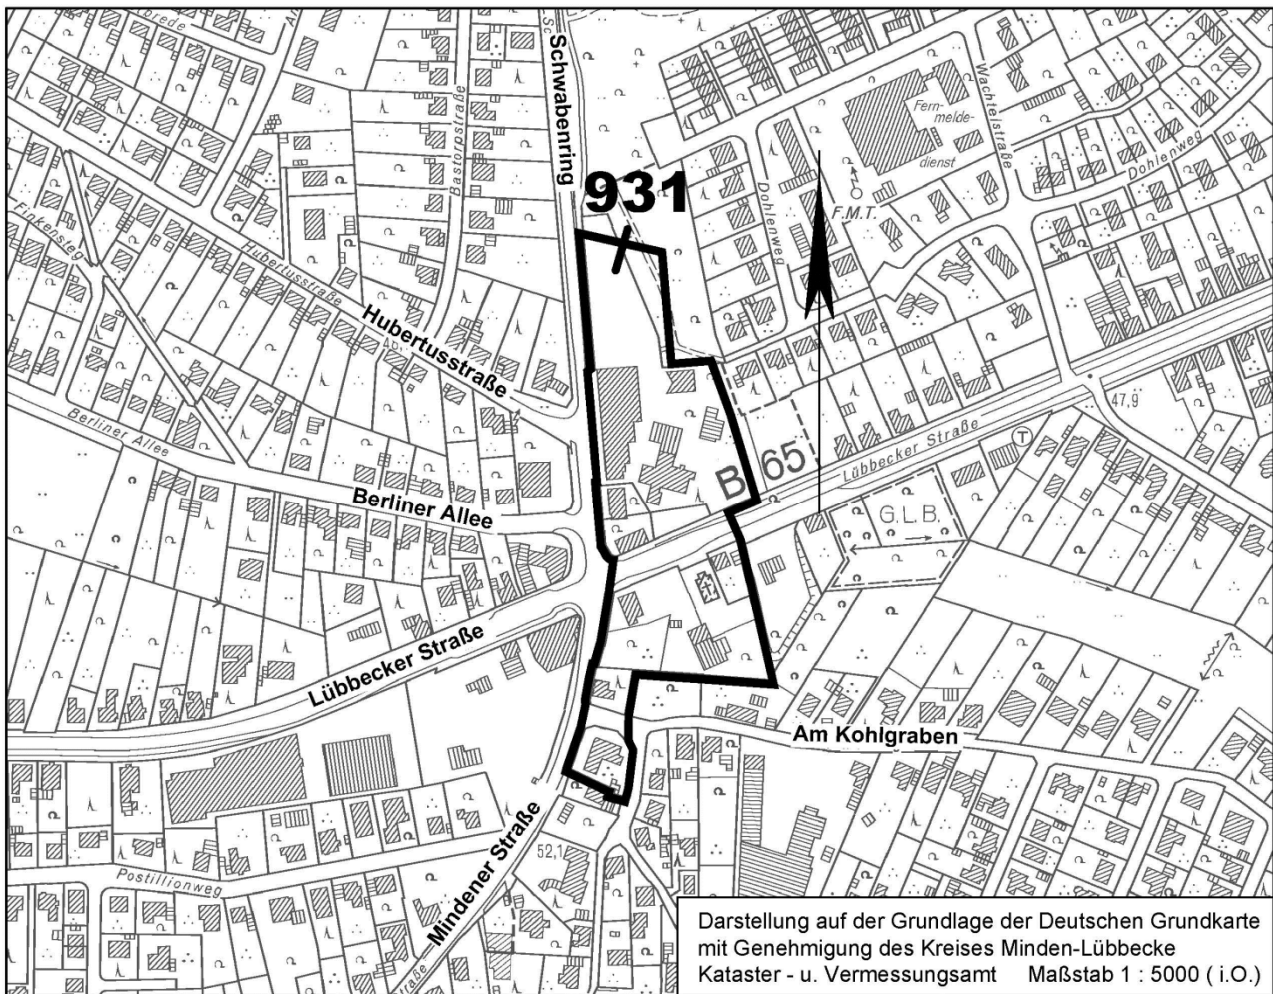 Schwabenring
Bastorpstraße
Wachtelstraße
Fern-
melde-
dienst
Dohlenweg
Dohlenweg
F.M.T.
931
Finkensteg
Hubertusstraße
Hubertusstraße
Berliner Allee
Berliner Allee
47,9
T
Lübbecker Straße
B 65
G.L.B.
Lübbecker Straße
Am Kohlgraben
Mindener Straße
52,1
Postillionweg
Straße
Darstellung auf der Grundlage der Deutschen Grundkarte
mit Genehmigung des Kreises Minden-Lübbecke
Kataster - u. Vermessungsamt Maßstab 1 : 5000 ( i.O.)